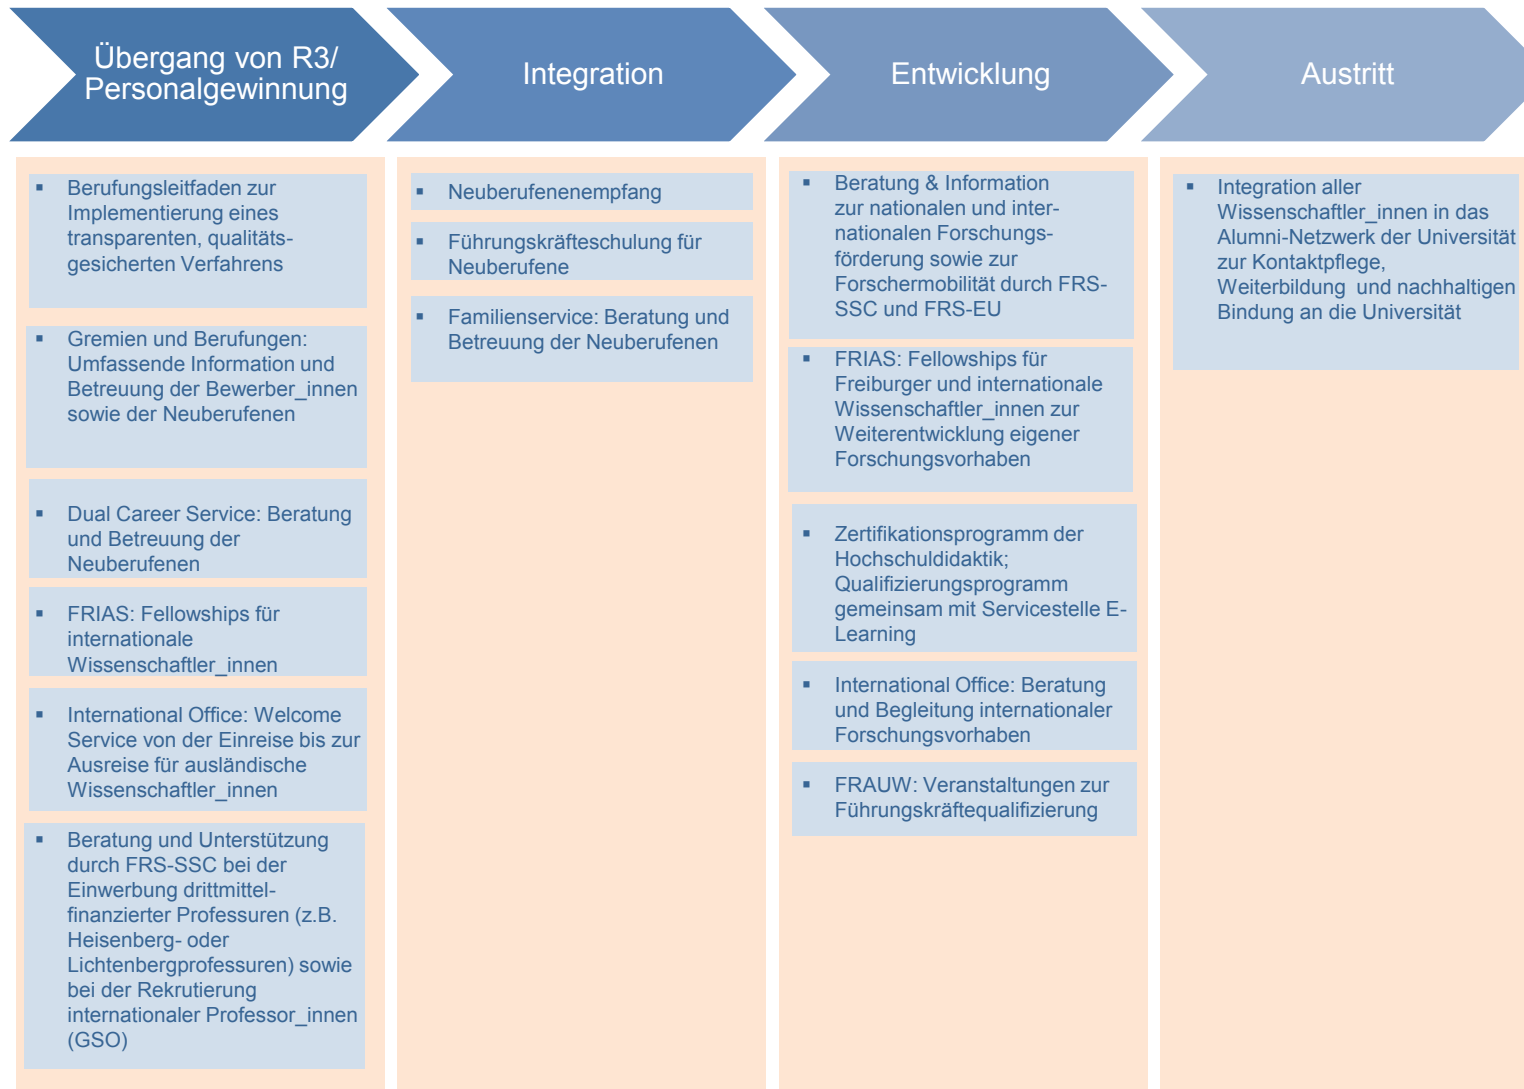 Übergang von R3/
Personalgewinnung
Integration
Entwicklung
Austritt
▪ Berufungsleitfaden zur
Implementierung eines
transparenten, qualitäts-
gesicherten Verfahrens
▪ Gremien und Berufungen:
Umfassende Information und
Betreuung der Bewerber_innen
sowie der Neuberufenen
▪ Dual Career Service: Beratung
und Betreuung der
Neuberufenen
▪ FRIAS: Fellowships für
internationale
Wissenschaftler_innen
▪ International Office: Welcome
Service von der Einreise bis zur
Ausreise für ausländische
Wissenschaftler_innen
▪ Beratung und Unterstützung
durch FRS-SSC bei der
Einwerbung drittmittel-
finanzierter Professuren (z.B.
Heisenberg- oder
Lichtenbergprofessuren) sowie
bei der Rekrutierung
internationaler Professor_innen
(GSO)
▪ Neuberufenenempfang
▪ Führungskräfteschulung für
Neuberufene
▪ Familienservice: Beratung und
Betreuung der Neuberufenen
▪ Beratung & Information
zur nationalen und inter-
nationalen Forschungs-
förderung sowie zur
Forschermobilität durch FRS-
SSC und FRS-EU
▪ FRIAS: Fellowships für
Freiburger und internationale
Wissenschaftler_innen zur
Weiterentwicklung eigener
Forschungsvorhaben
▪ Zertifikationsprogramm der
Hochschuldidaktik;
Qualifizierungsprogramm
gemeinsam mit Servicestelle E-
Learning
▪ International Office: Beratung
und Begleitung internationaler
Forschungsvorhaben
▪ FRAUW: Veranstaltungen zur
Führungskräftequalifizierung
▪ Integration aller
Wissenschaftler_innen in das
Alumni-Netzwerk der Universität
zur Kontaktpflege,
Weiterbildung und nachhaltigen
Bindung an die Universität